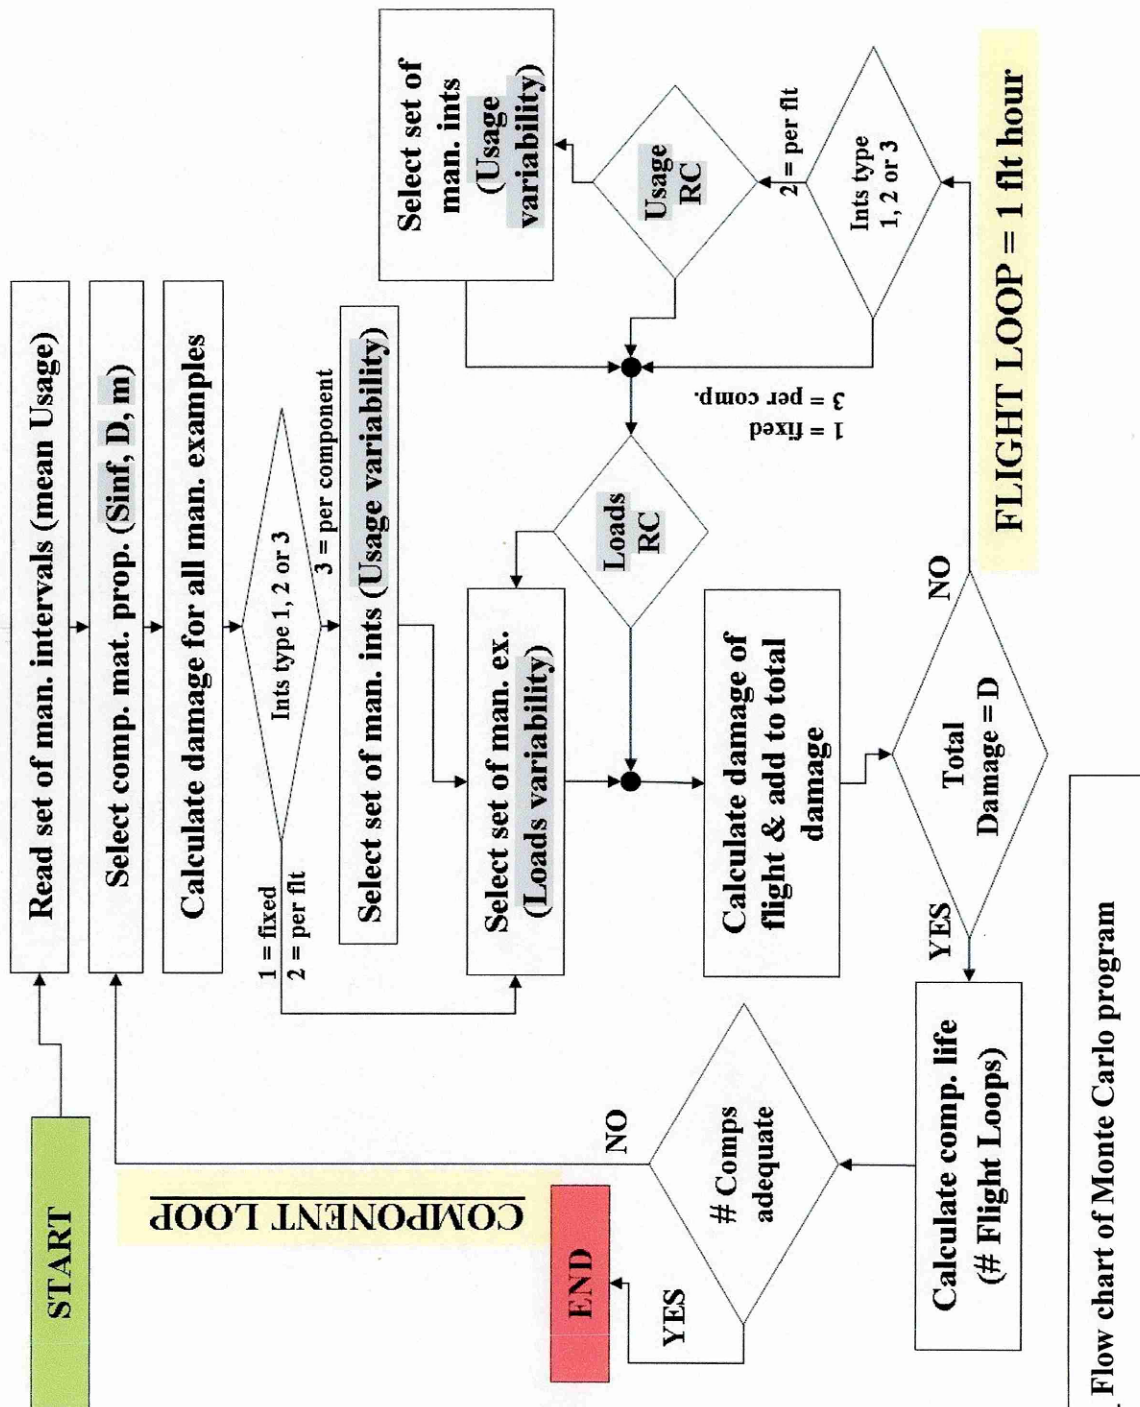 START
Read set of man. intervals (mean Usage)
Select comp. mat. prop. (Sinf, D, m)
Calculate damage for all man. examples
Ints type 1, 2 or 3
1 = fixed
2 = per flt
3 = per component
Select set of man. ints (Usage variability)
Select set of man. ex.
(Loads variability)
Calculate damage of
flight & add to total
damage
Total
Damage = D
YES
NO
Calculate comp. life
(# Flight Loops)
# Comps
adequate
NO
YES
END
COMPONENT LOOP
FLIGHT LOOP = 1 flt hour
Ints type
1, 2 or 3
2 = per flt
1 = fixed
3 = per comp.
Usage
RC
Select set of
man. ints
(Usage
variability)
Loads
RC
. Flow chart of Monte Carlo program